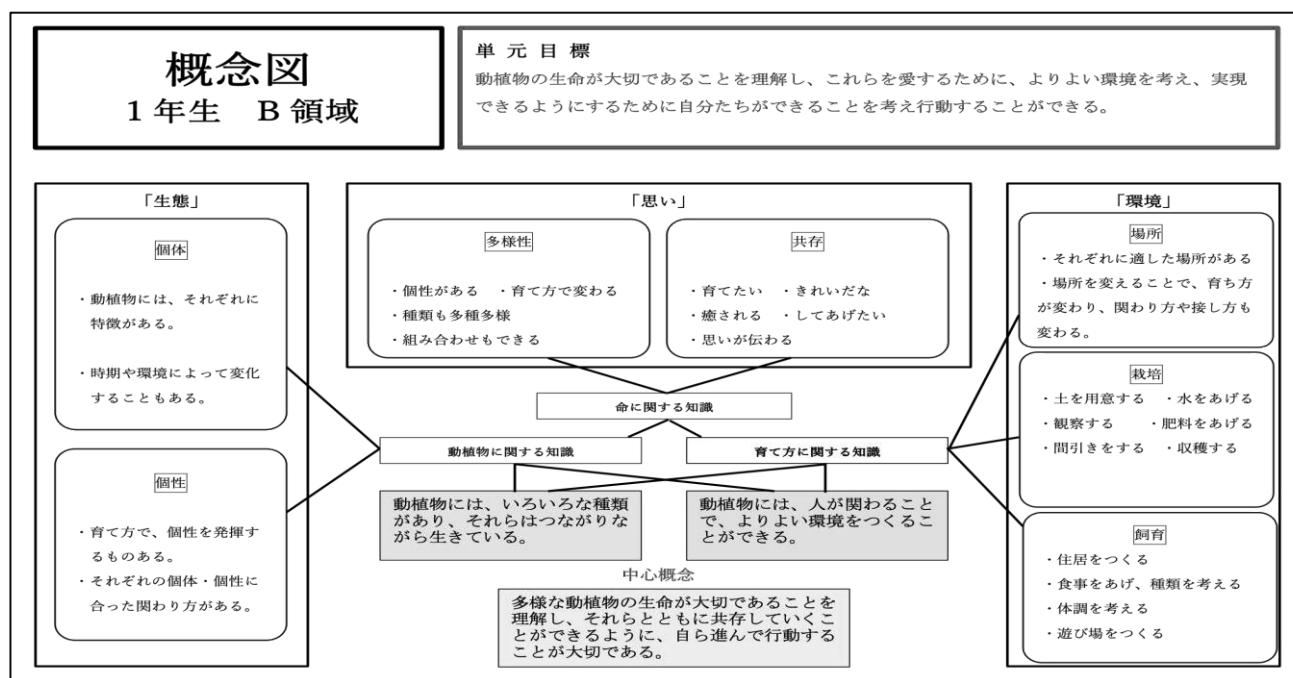 概念図
1年生 B領域
単元目標
動植物の生命が大切であることを理解し、これらを愛するために、よりよい環境を考え、実現
できるようにするために自分たちができることを考え行動することができる。
「生態」
個体
・動植物には、それぞれに
特徴がある。
・時期や環境によって変化
することもある。
個性
・育て方で、個性を発揮す
るものある。
・それぞれの個体・個性に
合った関わり方がある。
「思い」
多様性
・個性がある ・育て方で変わる
・種類も多種多様
・組み合わせもできる
共存
・育てたい ・きれいだな
・癒される ・してあげたい
・思いが伝わる
命に関する知識
動植物に関する知識
育て方に関する知識
動植物には、いろいろな種類
があり、それらはつながりな
がら生きている。
動植物には、人が関わること
で、よりよい環境をつくるこ
とができる。
中心概念
多様な動植物の生命が大切であることを
理解し、それらとともに共存していくこ
とができるように、自ら進んで行動する
ことが大切である。
「環境」
場所
・それぞれに適した場所がある
・場所を変えることで、育ち方
が変わり、関わり方や接し方も
変わる。
栽培
・土を用意する ・水をあげる
・観察する ・肥料をあげる
・間引きをする ・収穫する
飼育
・住居をつくる
・食事をあげ、種類を考える
・体調を考える
・遊び場をつくる